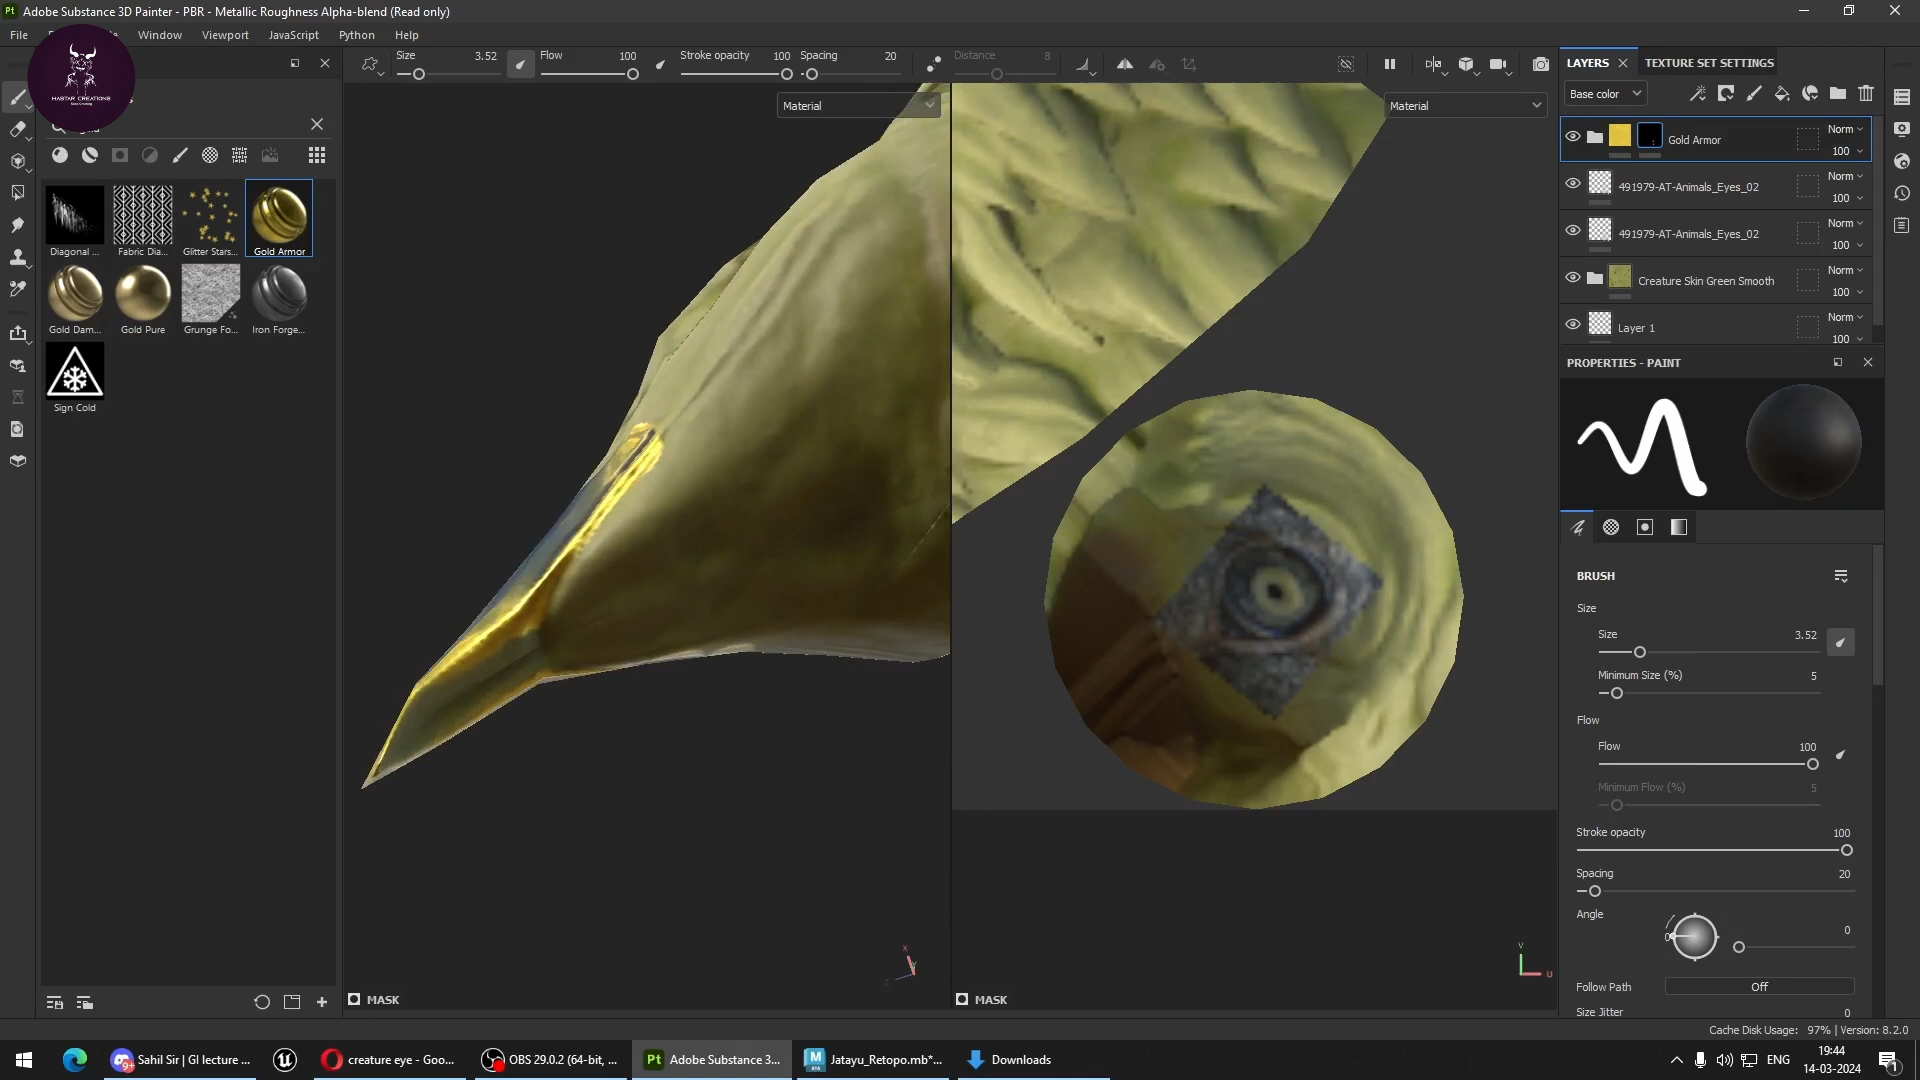 Adobe Substance 3D Painter - PBR - Metallic Roughness Alpha-blend (Read only)
File
Window
Viewport
JavaScript
Python
Help
HASTAR CREATIONS
Size 3.52
Flow 100
Stroke opacity 100
Spacing 20
Distance 8
Material
Material
Diagonal ...
Fabric Dia...
Glitter Stars...
Gold Armor
Gold Dam...
Gold Pure
Grunge Fo...
Iron Forge...
Sign Cold
LAYERS
TEXTURE SET SETTINGS
Base color
Gold Armor
Norm
100
491979-AT-Animals_Eyes_02
Norm
100
491979-AT-Animals_Eyes_02
Norm
100
Creature Skin Green Smooth
Norm
100
Layer 1
Norm
100
PROPERTIES - PAINT
BRUSH
Size
Size 3.52
Minimum Size (%) 5
Flow
Flow 100
Minimum Flow (%) 5
Stroke opacity 100
Spacing 20
Angle
0
0
Follow Path Off
Size Jitter 0
X
Y
Z
V
U
MASK
MASK
Cache Disk Usage: 97% | Version: 8.2.0
9+
Sahil Sir | GI lecture ...
creature eye - Goo...
OBS 29.0.2 (64-bit, ...
Pt Adobe Substance 3...
Jatayu_Retopo.mb*...
Downloads
ENG
19:44
14-03-2024
1